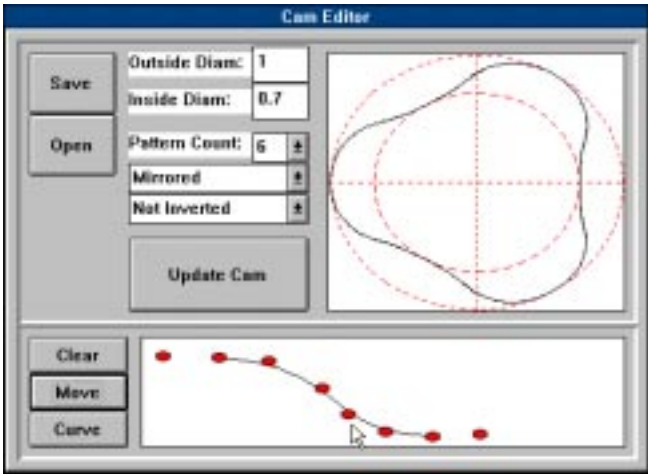 Cam Editor
Save
Open
Outside Diam: 1
Inside Diam: 0.7
Pattern Count: 6
Mirrored
Not Inverted
Update Cam
Clear
Move
Curve